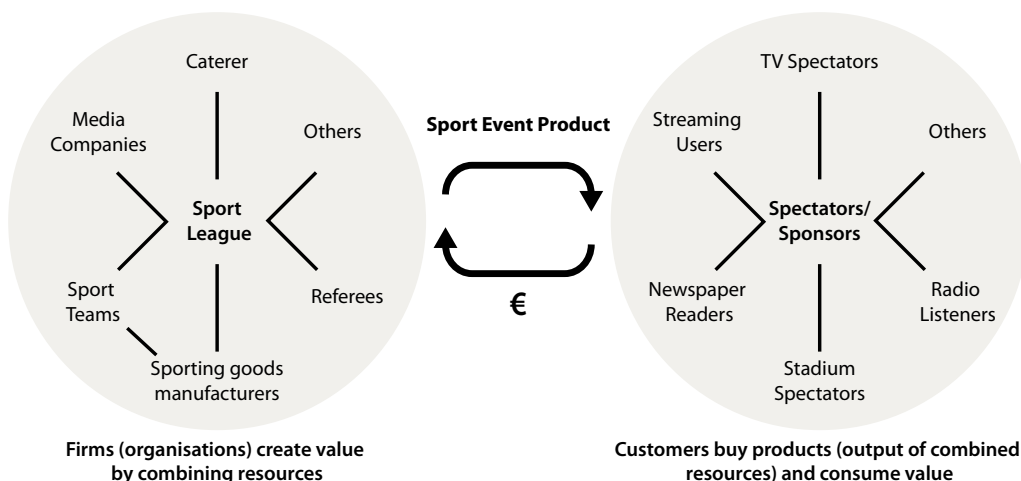 Caterer
Media
Companies
Others
Sport
League
Sport
Teams
Referees
Sporting goods
manufacturers
Firms (organisations) create value
by combining resources
Sport Event Product
€
TV Spectators
Streaming
Users
Others
Spectators/
Sponsors
Newspaper
Readers
Radio
Listeners
Stadium
Spectators
Customers buy products (output of combined
resources) and consume value